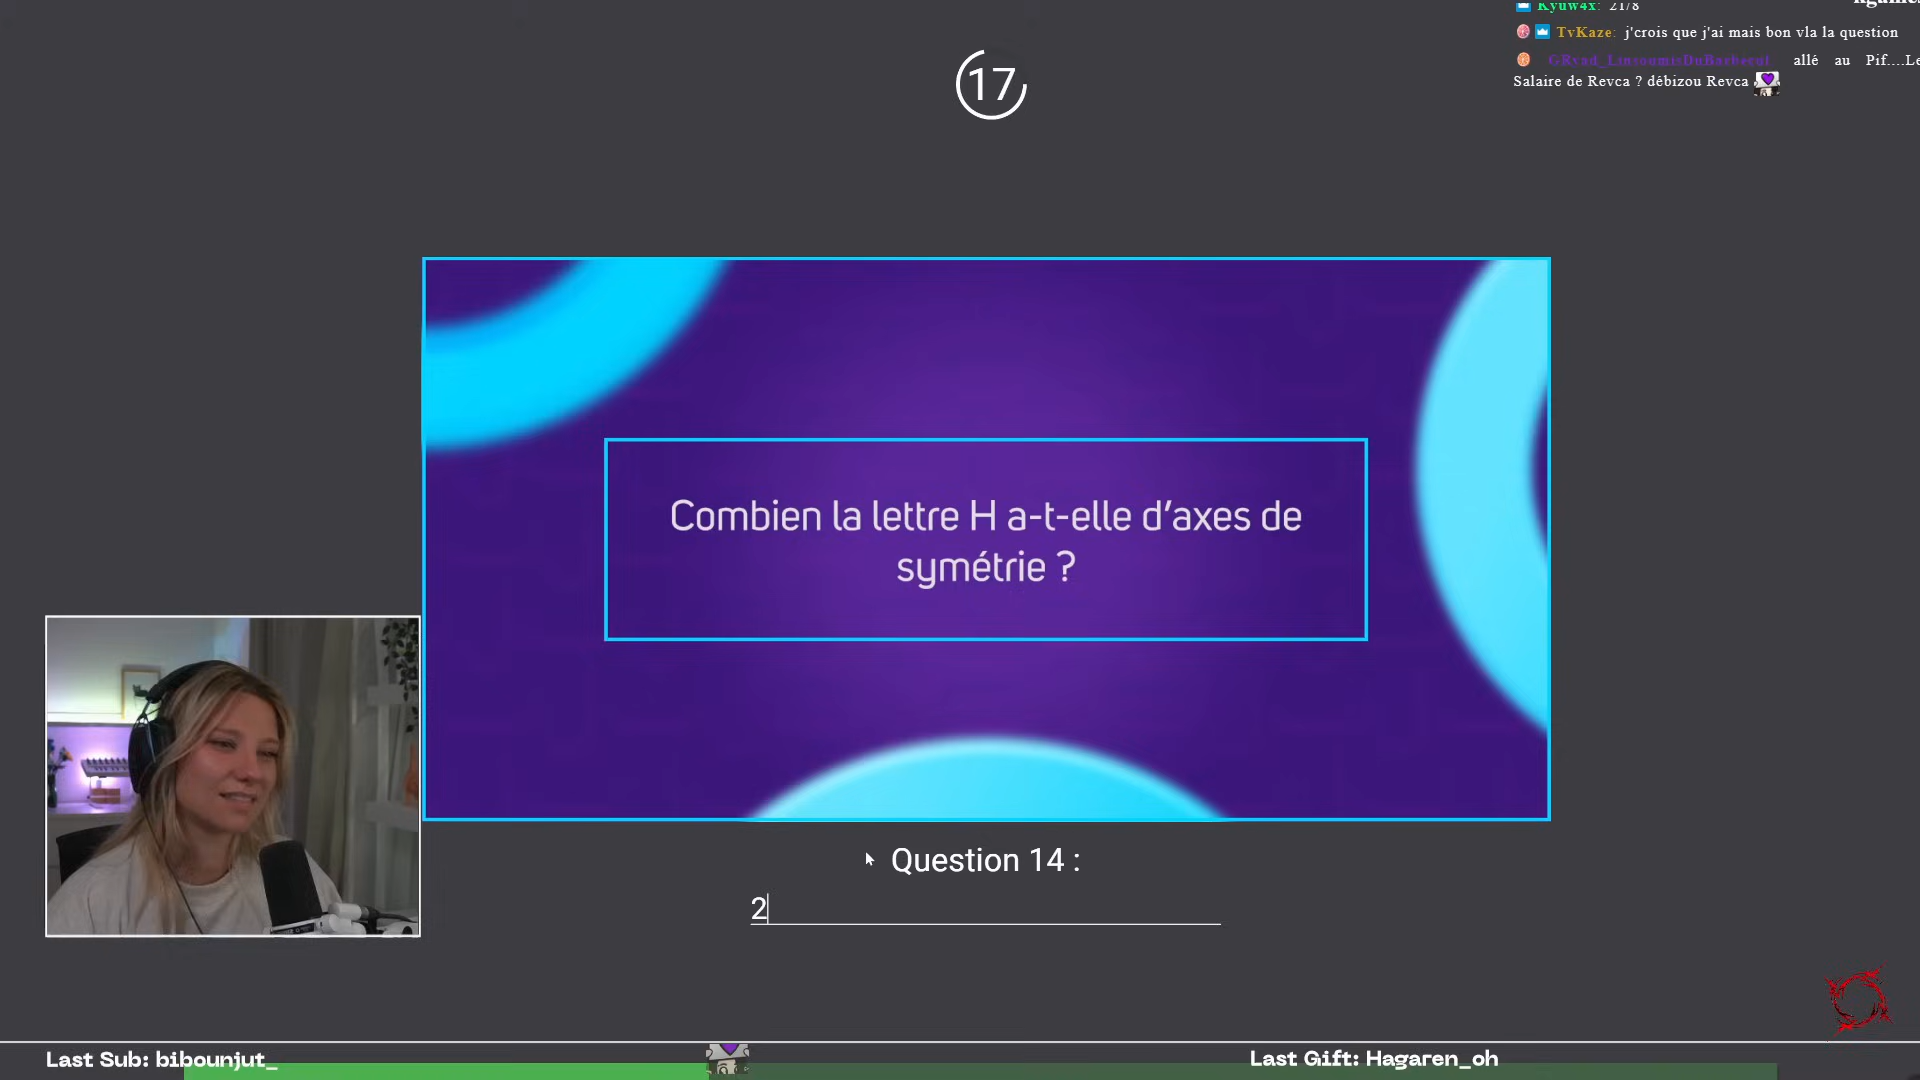 Kyuw4x: 21/8
TvKaze: j'crois que j'ai mais bon vla la question
GRyad_LinsoumisDuBarbecul allé au Pif....Le
Salaire de Revca ? débizou Revca
17
Combien la lettre H a-t-elle d'axes de
symétrie ?
Question 14 :
2
Last Sub: bibounjut_
Last Gift: Hagaren_oh